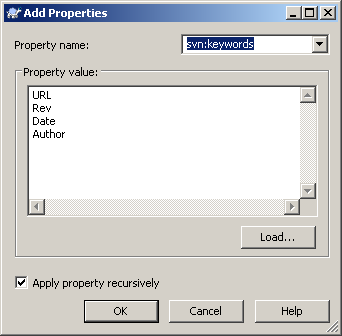 Add Properties
Property name:
svn:keywords
Property value:
URL
Rev
Date
Author
Load...
Apply property recursively
OK
Cancel
Help